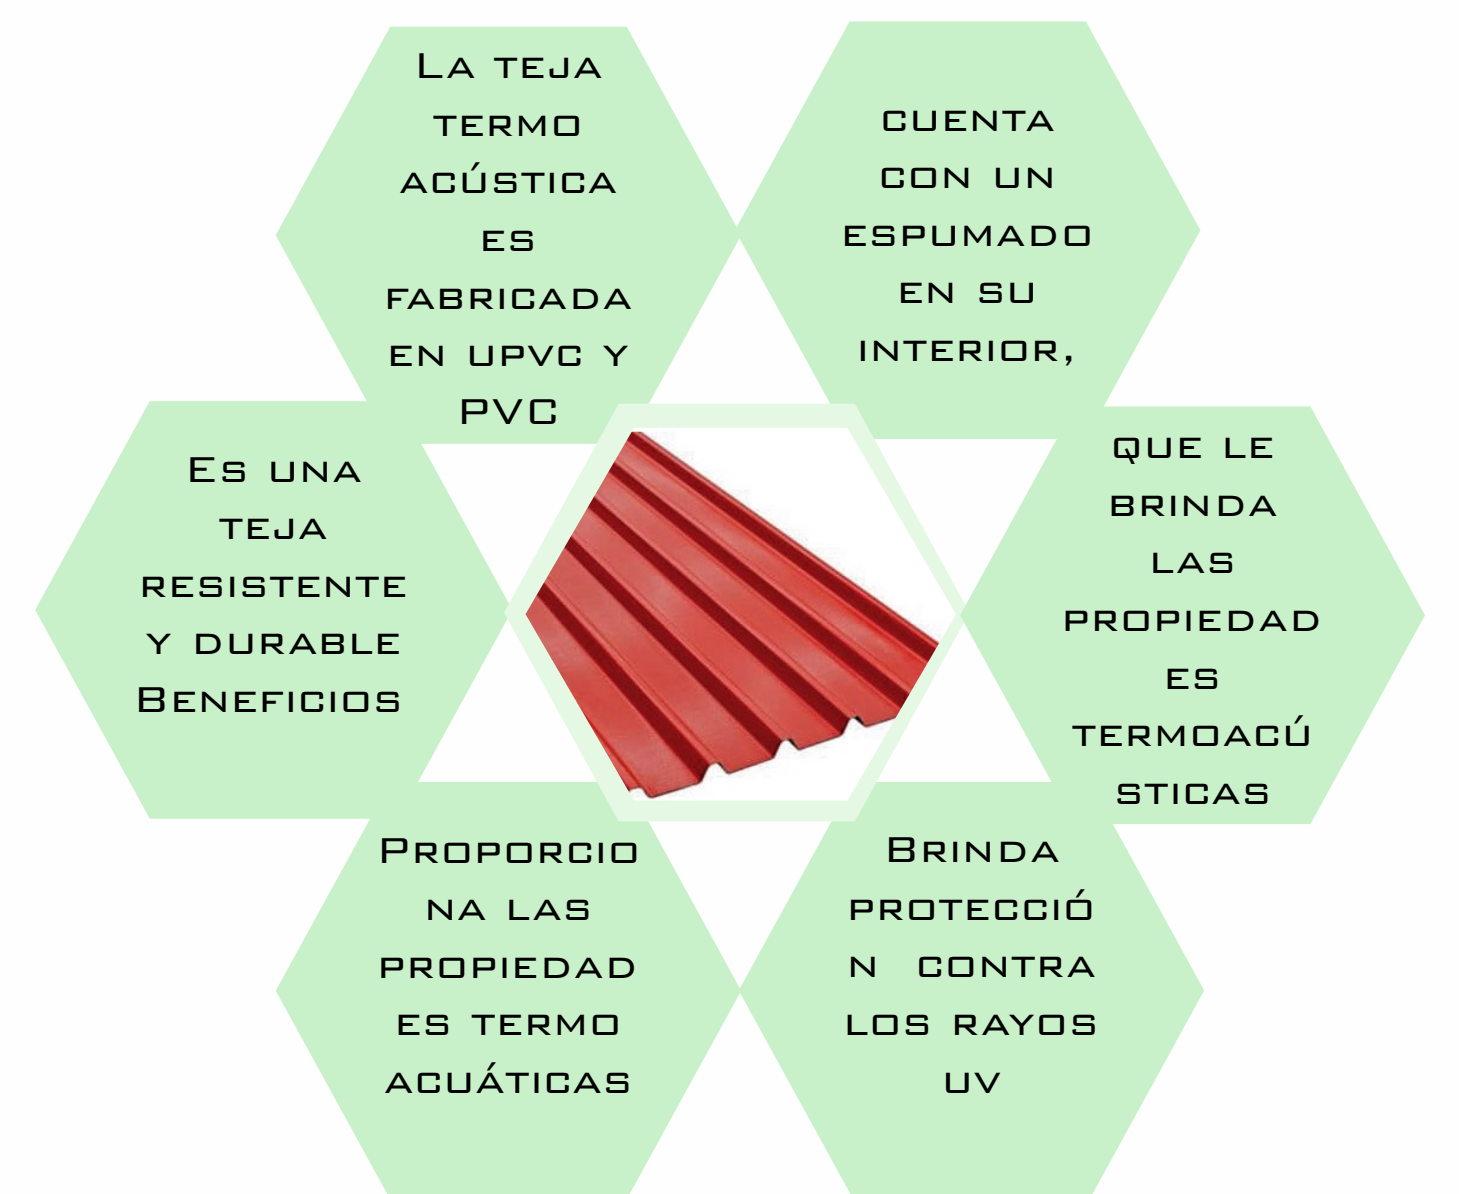 La teja
termo
acústica
es
fabricada
en upvc y
PVC
cuenta
con un
espumado
en su
interior,
que le
brinda
las
propiedad
es
termoacú
sticas
Brinda
protecció
n contra
los rayos
uv
Proporcio
na las
propiedad
es termo
acuáticas
Es una
teja
resistente
y durable
Beneficios